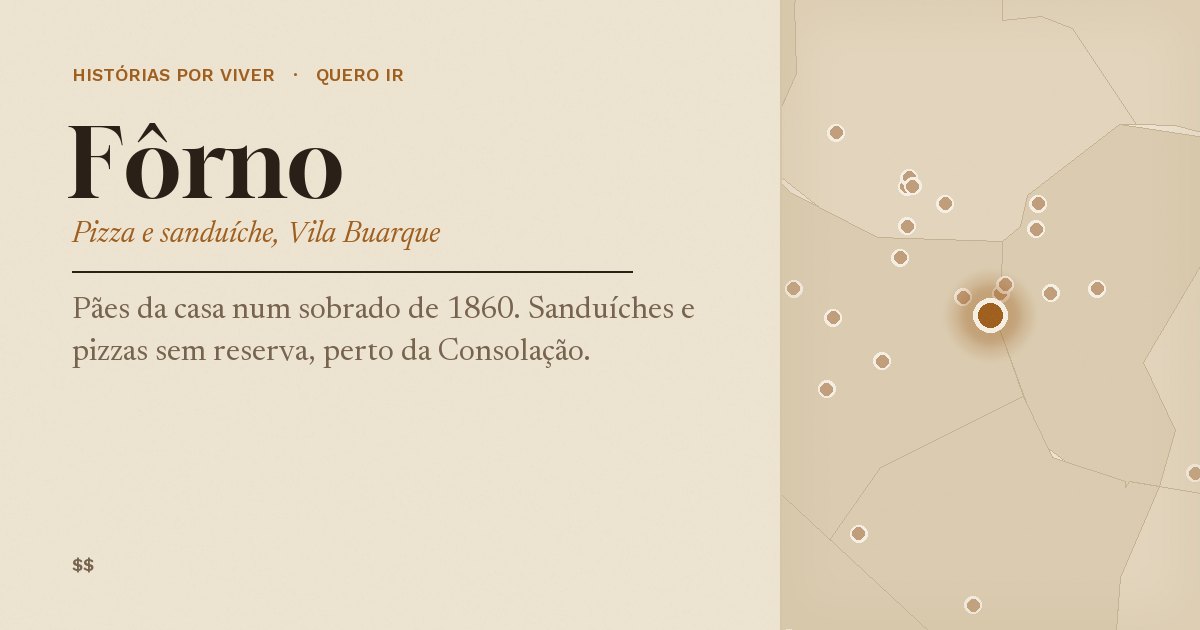 HISTÓRIAS POR VIVER · QUERO IR
Fôrno
Pizza e sanduíche, Vila Buarque
Pães da casa num sobrado de 1860. Sanduíches e
pizzas sem reserva, perto da Consolação.
$$